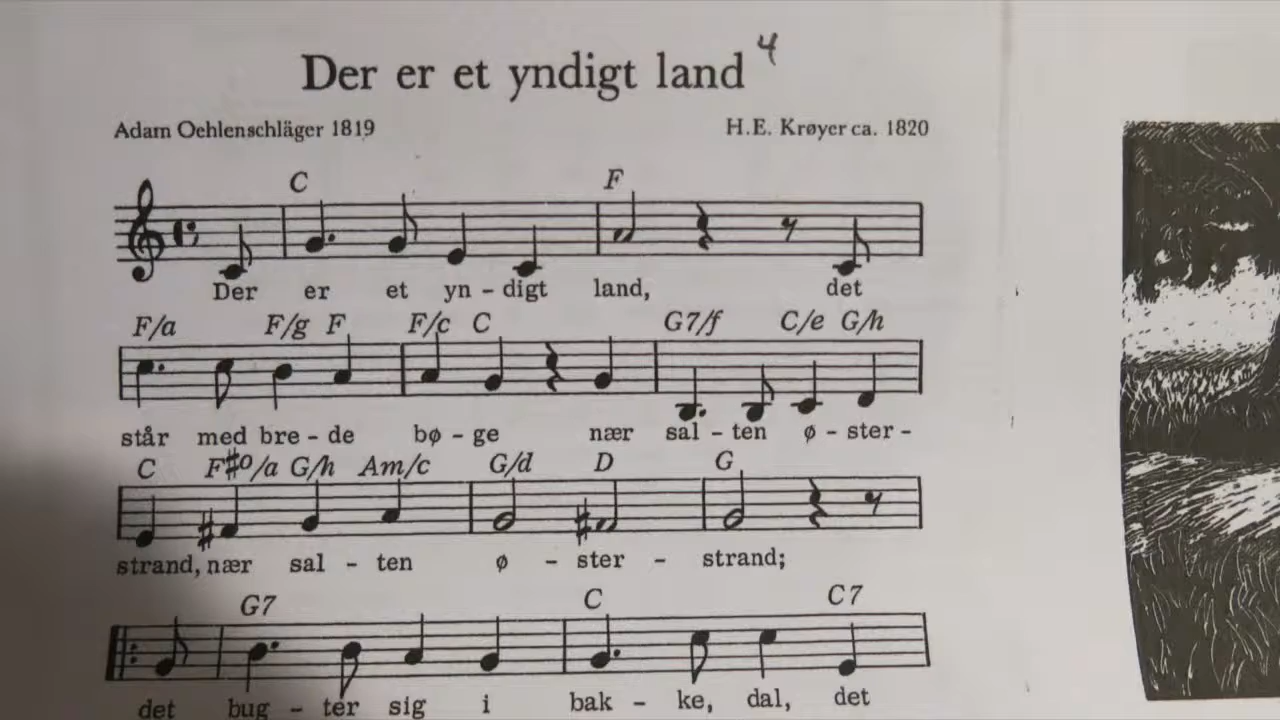 Der er et yndigt land 4
Adam Oehlenschläger 1819 H.E. Krøyer ca. 1820
C F
Der er et yn - digt land, det
F/a F/g F F/c C G7/f C/e G/h
står med bre - de bø - ge nær sal - ten ø - ster -
C F#o/a G/h Am/c G/d D G
strand, nær sal - ten ø - ster - strand;
G7 C C7
det bug - ter sig i bak - ke, dal, det